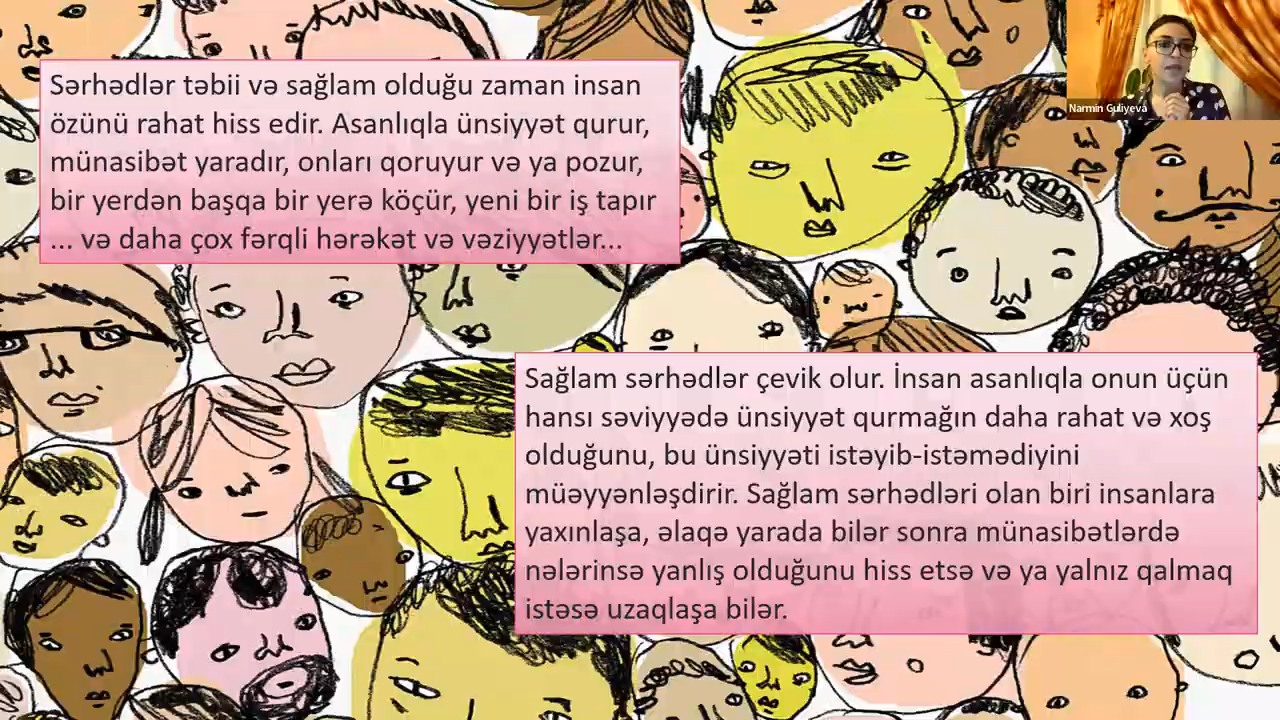 Sərhədlər təbii və sağlam olduğu zaman insan
özünü rahat hiss edir. Asanlıqla ünsiyyət qurur,
münasibət yaradır, onları qoruyur və ya pozur,
bir yerdən başqa bir yerə köçür, yeni bir iş tapır
... və daha çox fərqli hərəkət və vəziyyətlər...
Narmin Guliyeva
Sağlam sərhədlər çevik olur. İnsan asanlıqla onun üçün
hansı səviyyədə ünsiyyət qurmağın daha rahat və xoş
olduğunu, bu ünsiyyəti istəyib-istəmədiyini
müəyyənləşdirir. Sağlam sərhədləri olan biri insanlara
yaxınlaşa, əlaqə yarada bilər sonra münasibətlərdə
nələrinsə yanlış olduğunu hiss etsə və ya yalnız qalmaq
istəsə uzaqlaşa bilər.